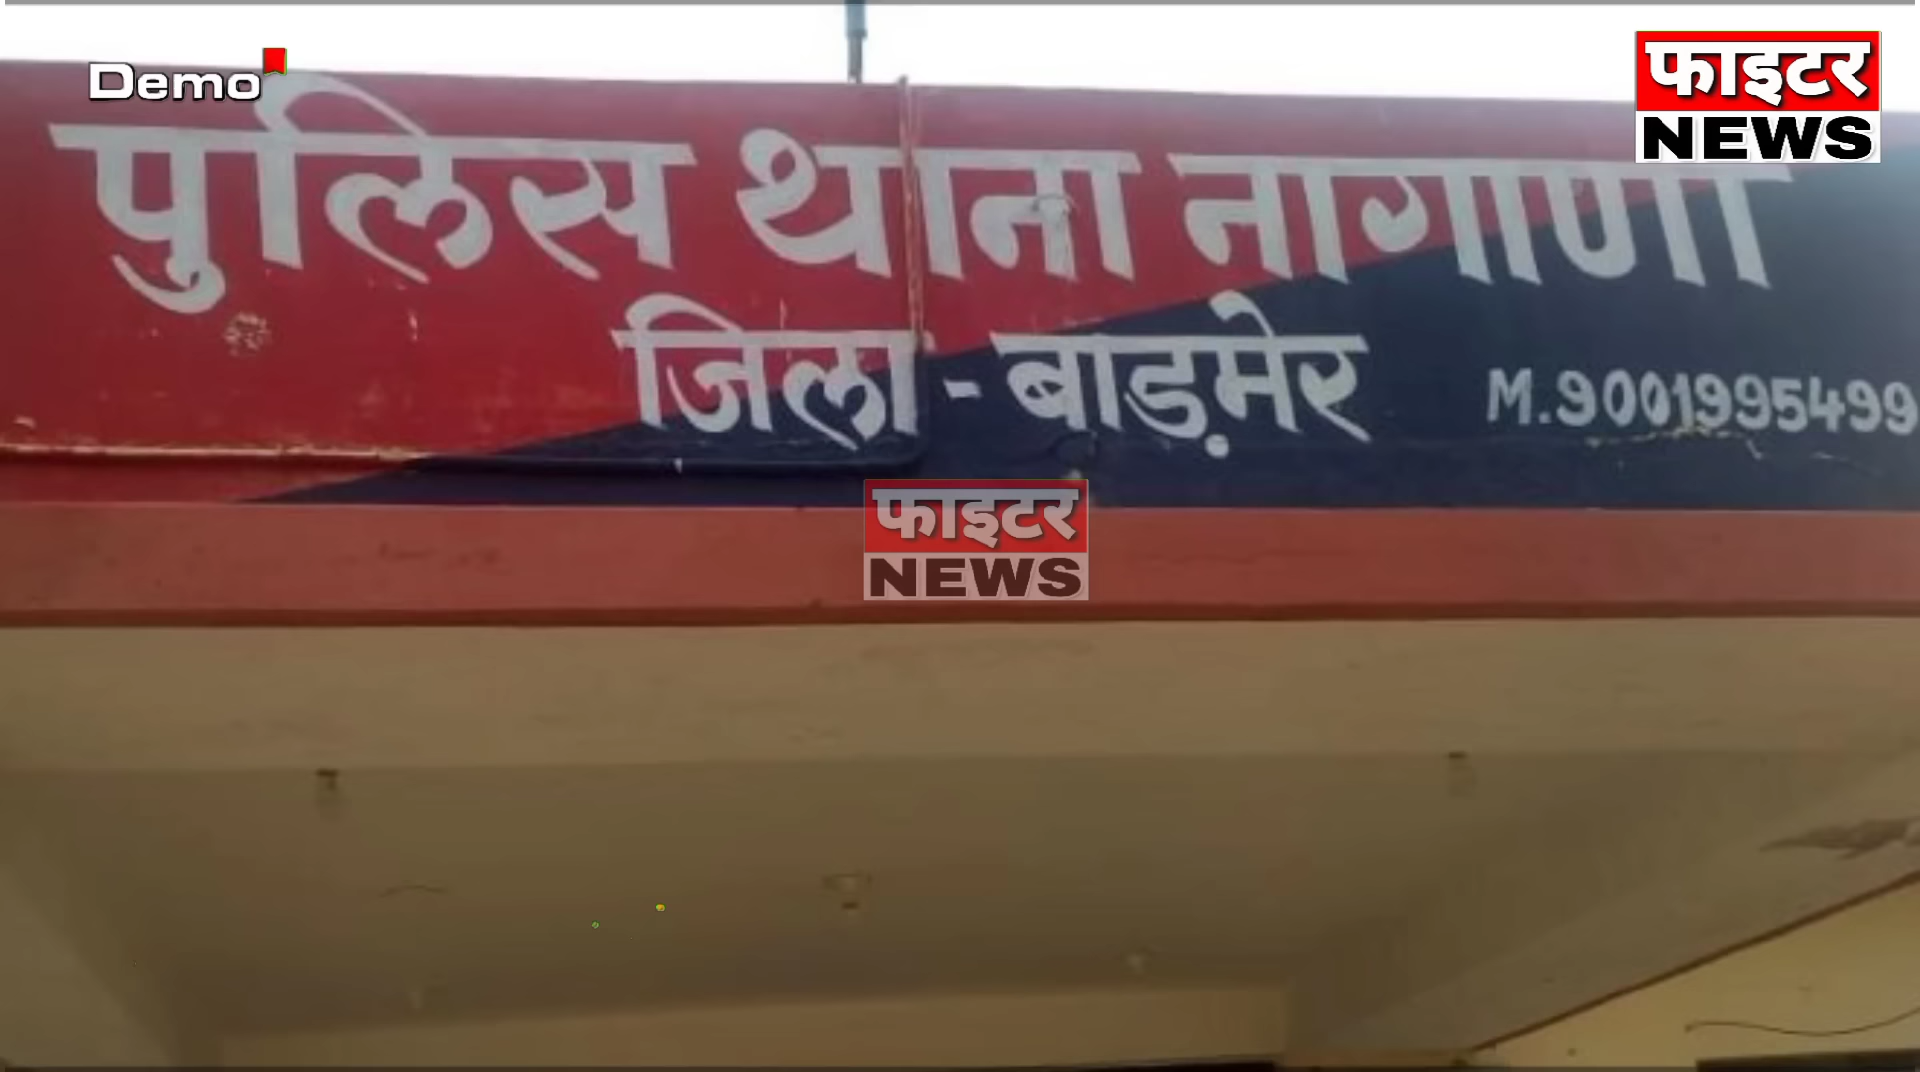 Demo
फाइटर
NEWS
पुलिस थाना नागाणा
जिला - बाड़मेर
M.9001995499
फाइटर
NEWS